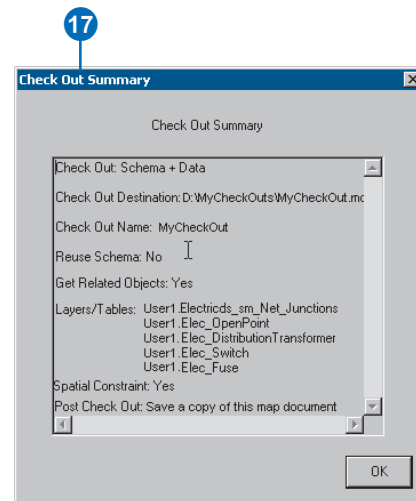 17
Check Out Summary
Check Out Summary
Check Out: Schema + Data
Check Out Destination: D:\MyCheckOuts\MyCheckOut.mc
Check Out Name: MyCheckOut
Reuse Schema: No
Get Related Objects: Yes
Layers/Tables: User1.Electricds_sm_Net_Junctions
User1.Elec_OpenPoint
User1.Elec_DistributionTransformer
User1.Elec_Switch
User1.Elec_Fuse
Spatial Constraint: Yes
Post Check Out: Save a copy of this map document
OK